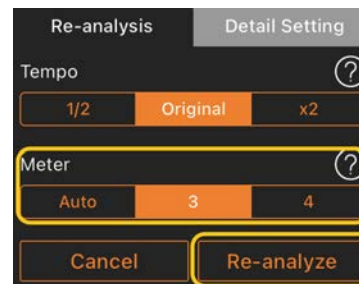 Re-analysis Detail Setting
Tempo ?
1/2 Original x2
Meter ?
Auto 3 4
Cancel Re-analyze